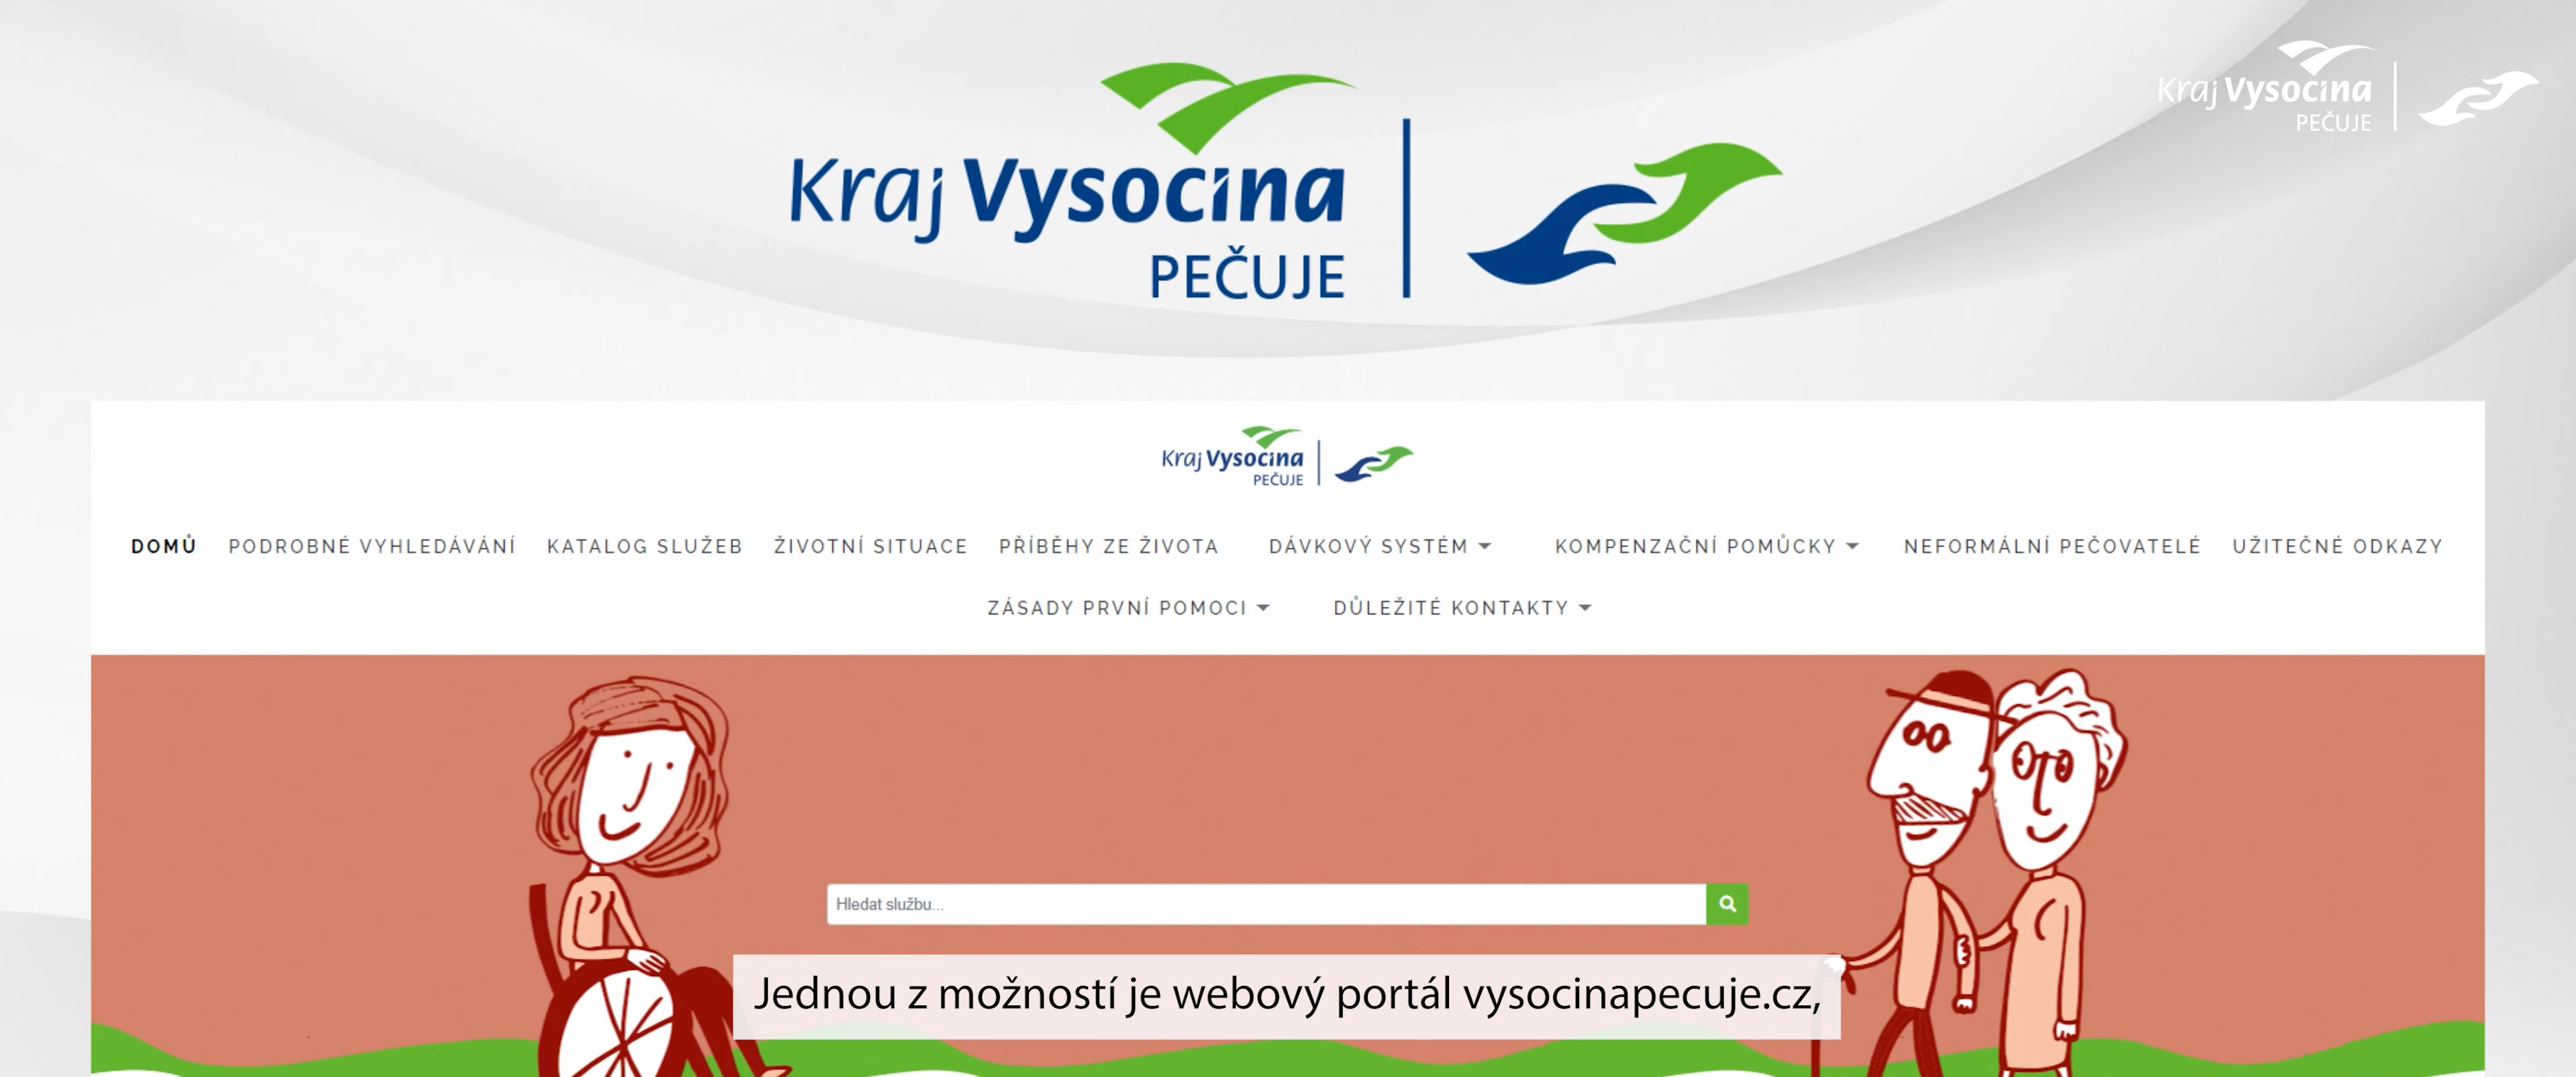 Kraj Vysočina
PEČUJE
Kraj Vysočina
PEČUJE
Kraj Vysočina
PEČUJE
DOMŮ PODROBNÉ VYHLEDÁVÁNÍ KATALOG SLUŽEB ŽIVOTNÍ SITUACE PŘÍBĚHY ZE ŽIVOTA DÁVKOVÝ SYSTÉM KOMPENZAČNÍ POMŮCKY NEFORMÁLNÍ PEČOVATELÉ UŽITEČNÉ ODKAZY
ZÁSADY PRVNÍ POMOCI DŮLEŽITÉ KONTAKTY
Hledat službu...
Jednou z možností je webový portál vysocinapecuje.cz,